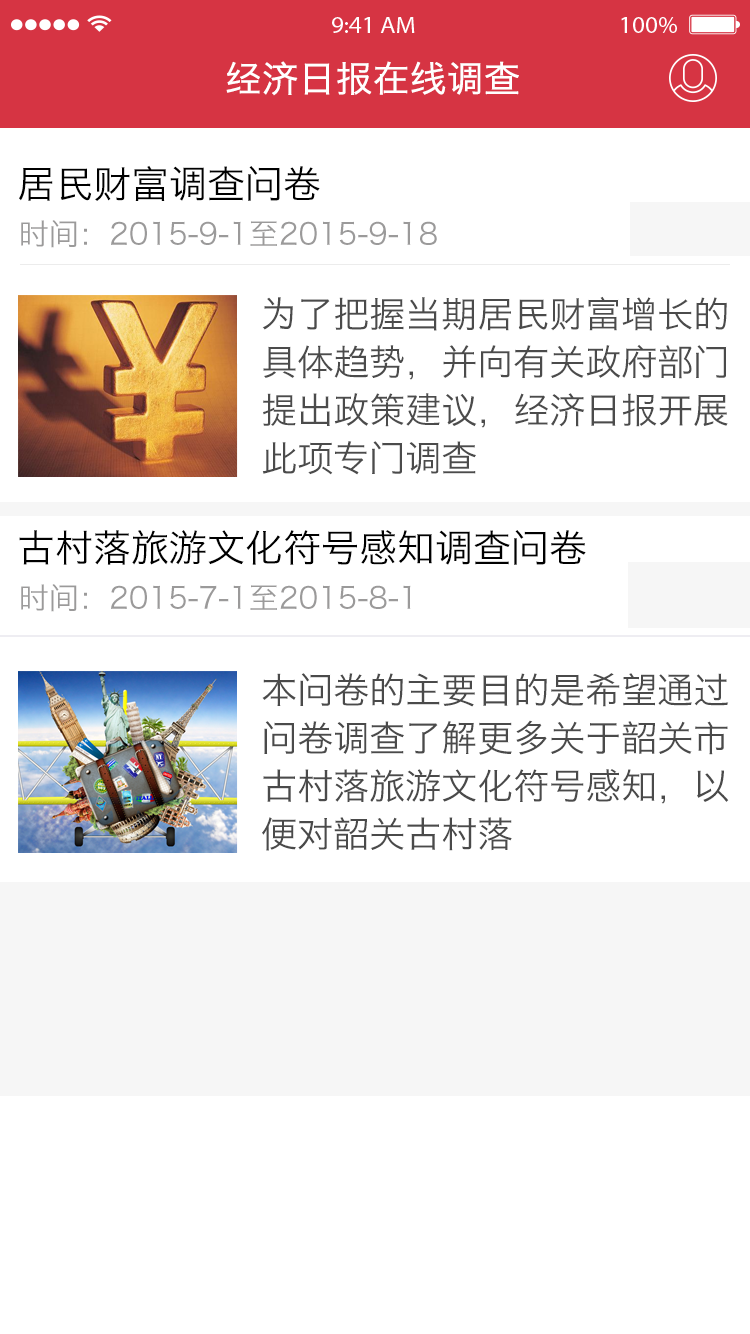 9:41 AM
100%
经济日报在线调查
居民财富调查问卷
时间：2015-9-1至2015-9-18
为了把握当期居民财富增长的
具体趋势，并向有关政府部门
提出政策建议，经济日报开展
此项专门调查
古村落旅游文化符号感知调查问卷
时间：2015-7-1至2015-8-1
本问卷的主要目的是希望通过
问卷调查了解更多关于韶关市
古村落旅游文化符号感知，以
便对韶关古村落